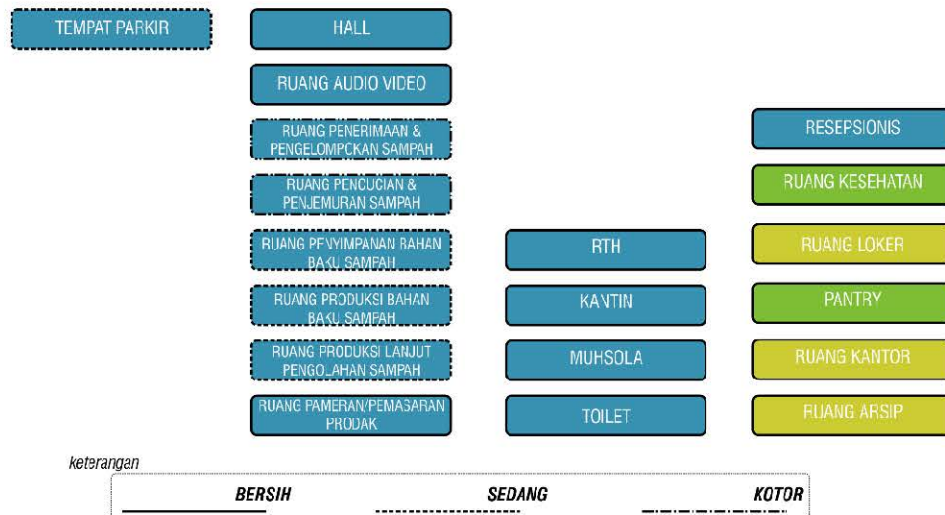 TEMPAT PARKIR
HALL
RUANG AUDIO VIDEO
RUANG PENERIMAAN &
PENGELOMPCKAN SAMPAH
RUANG PENCUCIAN &
PENJEMURAN SAMPAH
RUANG PENYIMPANAN BAHAN
BAKU SAMPAH
RUANG PRODUKSI BAHAN
BAKU SAMPAH
RUANG PRODUKSI LANJUT
PENGOLAHAN SAMPAH
RUANG PAMERAN/PEMASARAN
PRODAK
RTH
KANTIN
MUHSOLA
TOILET
RESEPSIONIS
RUANG KESEHATAN
RUANG LOKER
PANTRY
RUANG KANTOR
RUANG ARSIP
keterangan
BERSIH SEDANG KOTOR